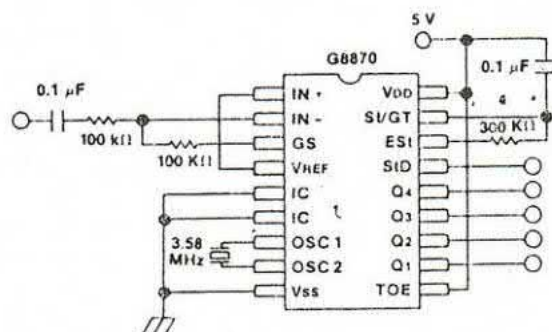 5 V
G8870
0.1 µF
0.1 µF
100 kΩ
100 KΩ
300 KΩ
4
IN +
IN -
GS
VREF
IC
IC
OSC 1
OSC 2
VSS
3.58
MHz
VDD
St/GT
ESt
StD
Q4
Q3
Q2
Q1
TOE